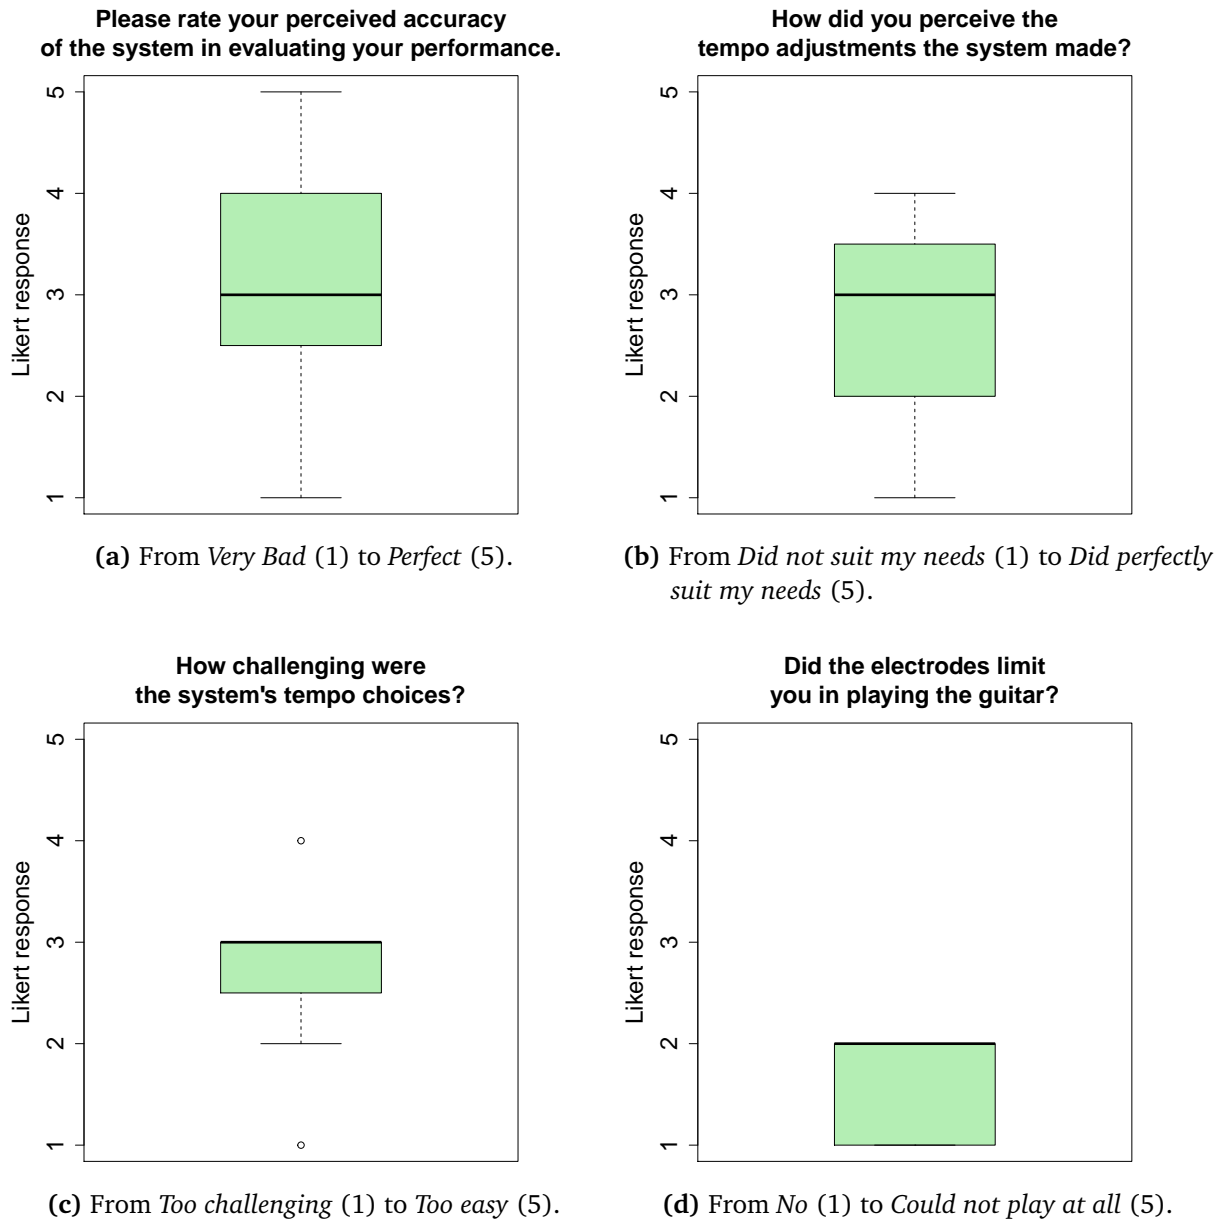 Please rate your perceived accuracy
of the system in evaluating your performance.
Likert response
5
4
3
2
1
(a) From Very Bad (1) to Perfect (5).
How did you perceive the
tempo adjustments the system made?
Likert response
5
4
3
2
1
(b) From Did not suit my needs (1) to Did perfectly
suit my needs (5).
How challenging were
the system's tempo choices?
Likert response
5
4
3
2
1
(c) From Too challenging (1) to Too easy (5).
Did the electrodes limit
you in playing the guitar?
Likert response
5
4
3
2
1
(d) From No (1) to Could not play at all (5).